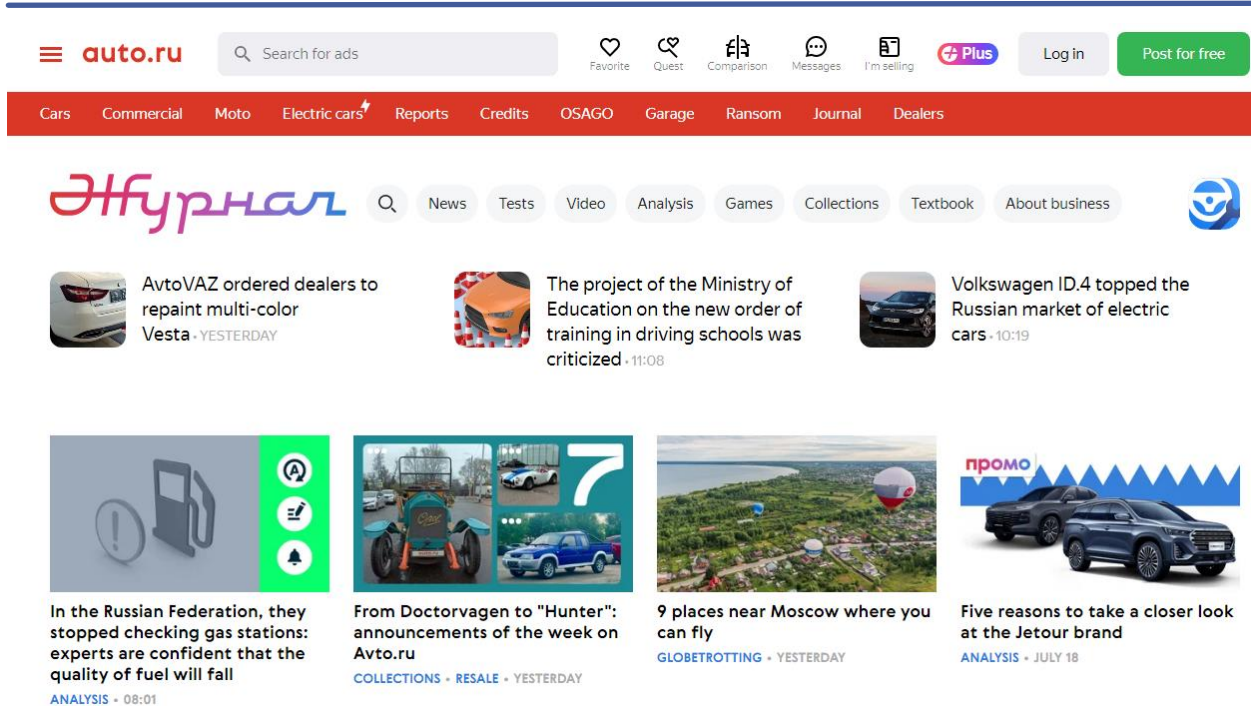 auto.ru
Search for ads
Favorite
Quest
Comparison
Messages
I'm selling
Plus
Log in
Post for free
Cars
Commercial
Moto
Electric cars
Reports
Credits
OSAGO
Garage
Ransom
Journal
Dealers
Журнал
News
Tests
Video
Analysis
Games
Collections
Textbook
About business
AvtoVAZ ordered dealers to
repaint multi-color
Vesta • YESTERDAY
The project of the Ministry of
Education on the new order of
training in driving schools was
criticized • 11:08
Volkswagen ID.4 topped the
Russian market of electric
cars • 10:19
A
7
промо
In the Russian Federation, they
stopped checking gas stations:
experts are confident that the
quality of fuel will fall
ANALYSIS • 08:01
From Doctorvagen to "Hunter":
announcements of the week on
Avto.ru
COLLECTIONS • RESALE • YESTERDAY
9 places near Moscow where you
can fly
GLOBETROTTING • YESTERDAY
Five reasons to take a closer look
at the Jetour brand
ANALYSIS • JULY 18